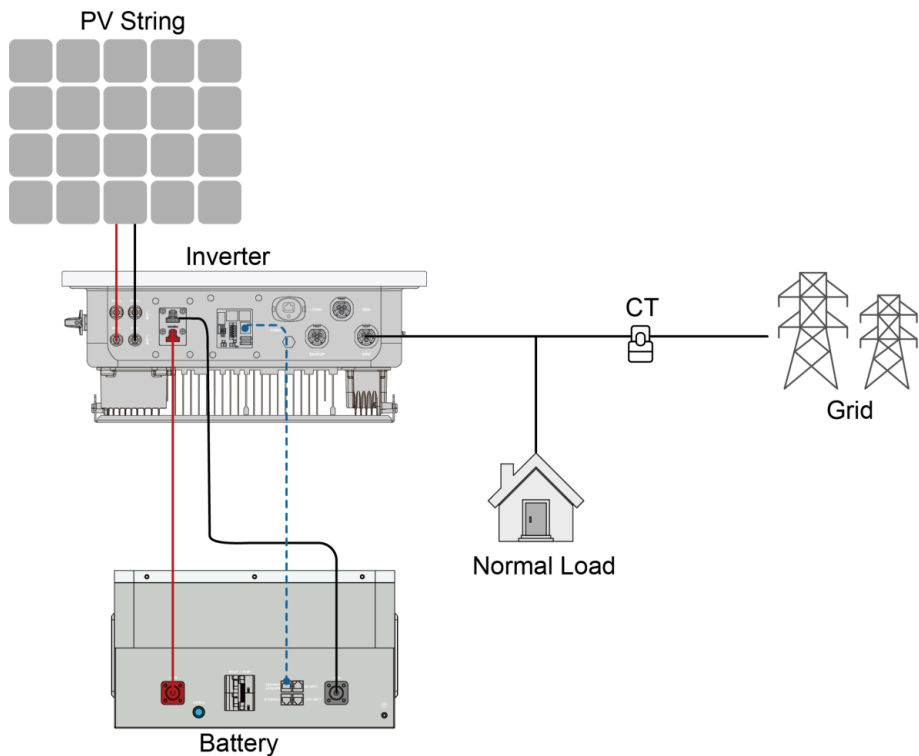 PV String
Inverter
CT
Grid
Normal Load
Battery